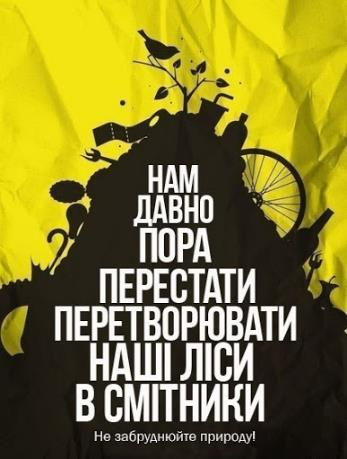 НАМ
ДАВНО
ПОРА
ПЕРЕСТАТИ
ПЕРЕТВОРЮВАТИ
НАШІ ЛІСИ
В СМІТНИКИ
Не забруднюйте природу!